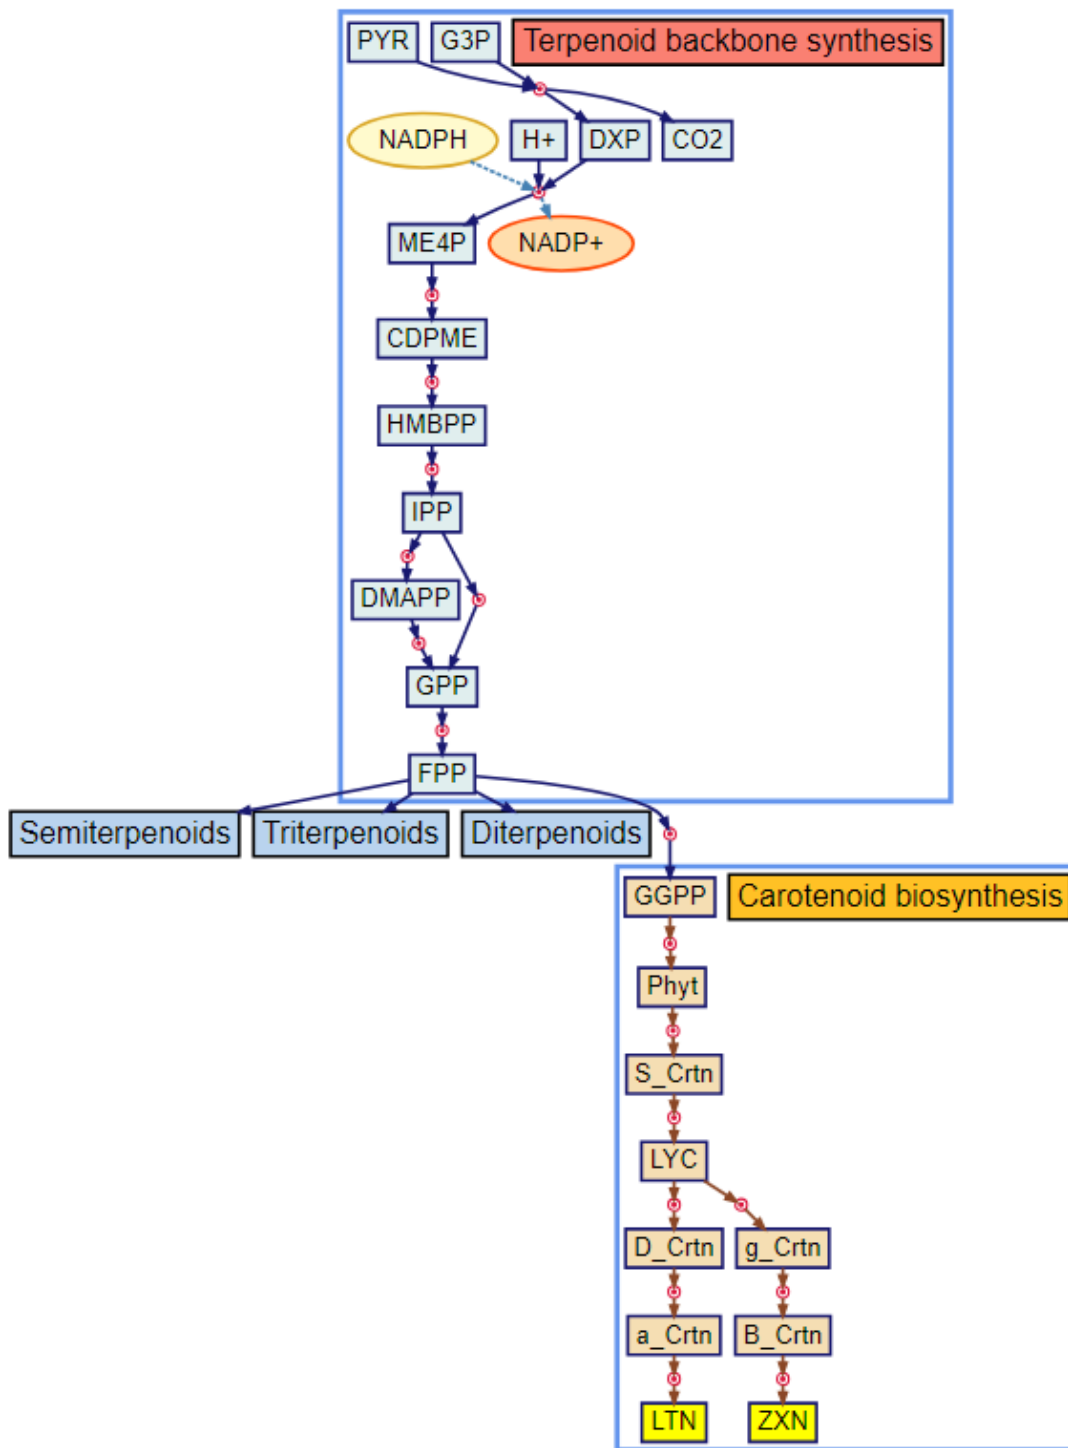 PYR G3P Terpenoid backbone synthesis
NADPH H+ DXP CO2
ME4P NADP+
CDPME
HMBPP
IPP
DMAPP
GPP
FPP
Semiterpenoids Triterpenoids Diterpenoids
GGPP Carotenoid biosynthesis
Phyt
S_Crtn
LYC
D_Crtn g_Crtn
a_Crtn B_Crtn
LTN ZXN